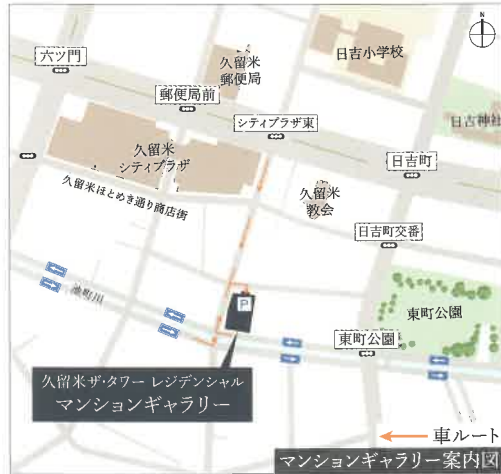 N
六ツ門
久留米
郵便局
日吉小学校
郵便局前
シティプラザ東
日吉神社
久留米
シティプラザ
日吉町
久留米ほとめき通り商店街
久留米
教会
日吉町交番
池町川
P
東町公園
東町公園
久留米ザ・タワー レジデンシャル
マンションギャラリー
車ルート
マンションギャラリー案内図